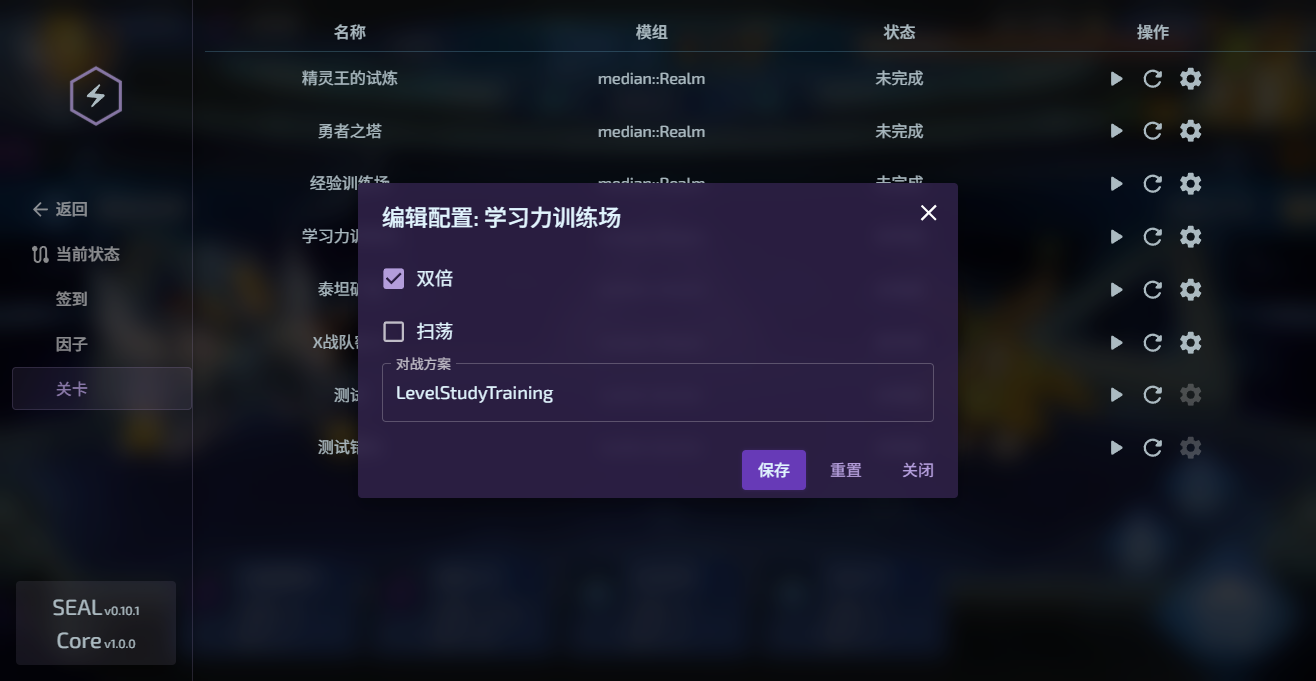 名称 模组 状态 操作
精灵王的试炼 median::Realm 未完成
勇者之塔 median::Realm 未完成
经验训练场 median::Realm 未完成
返回
当前状态
签到
因子
关卡
学习力训
泰坦
X战队
测试
测试
编辑配置: 学习力训练场
双倍
扫荡
对战方案
LevelStudyTraining
保存 重置 关闭
SEAL v0.10.1
Core v1.0.0